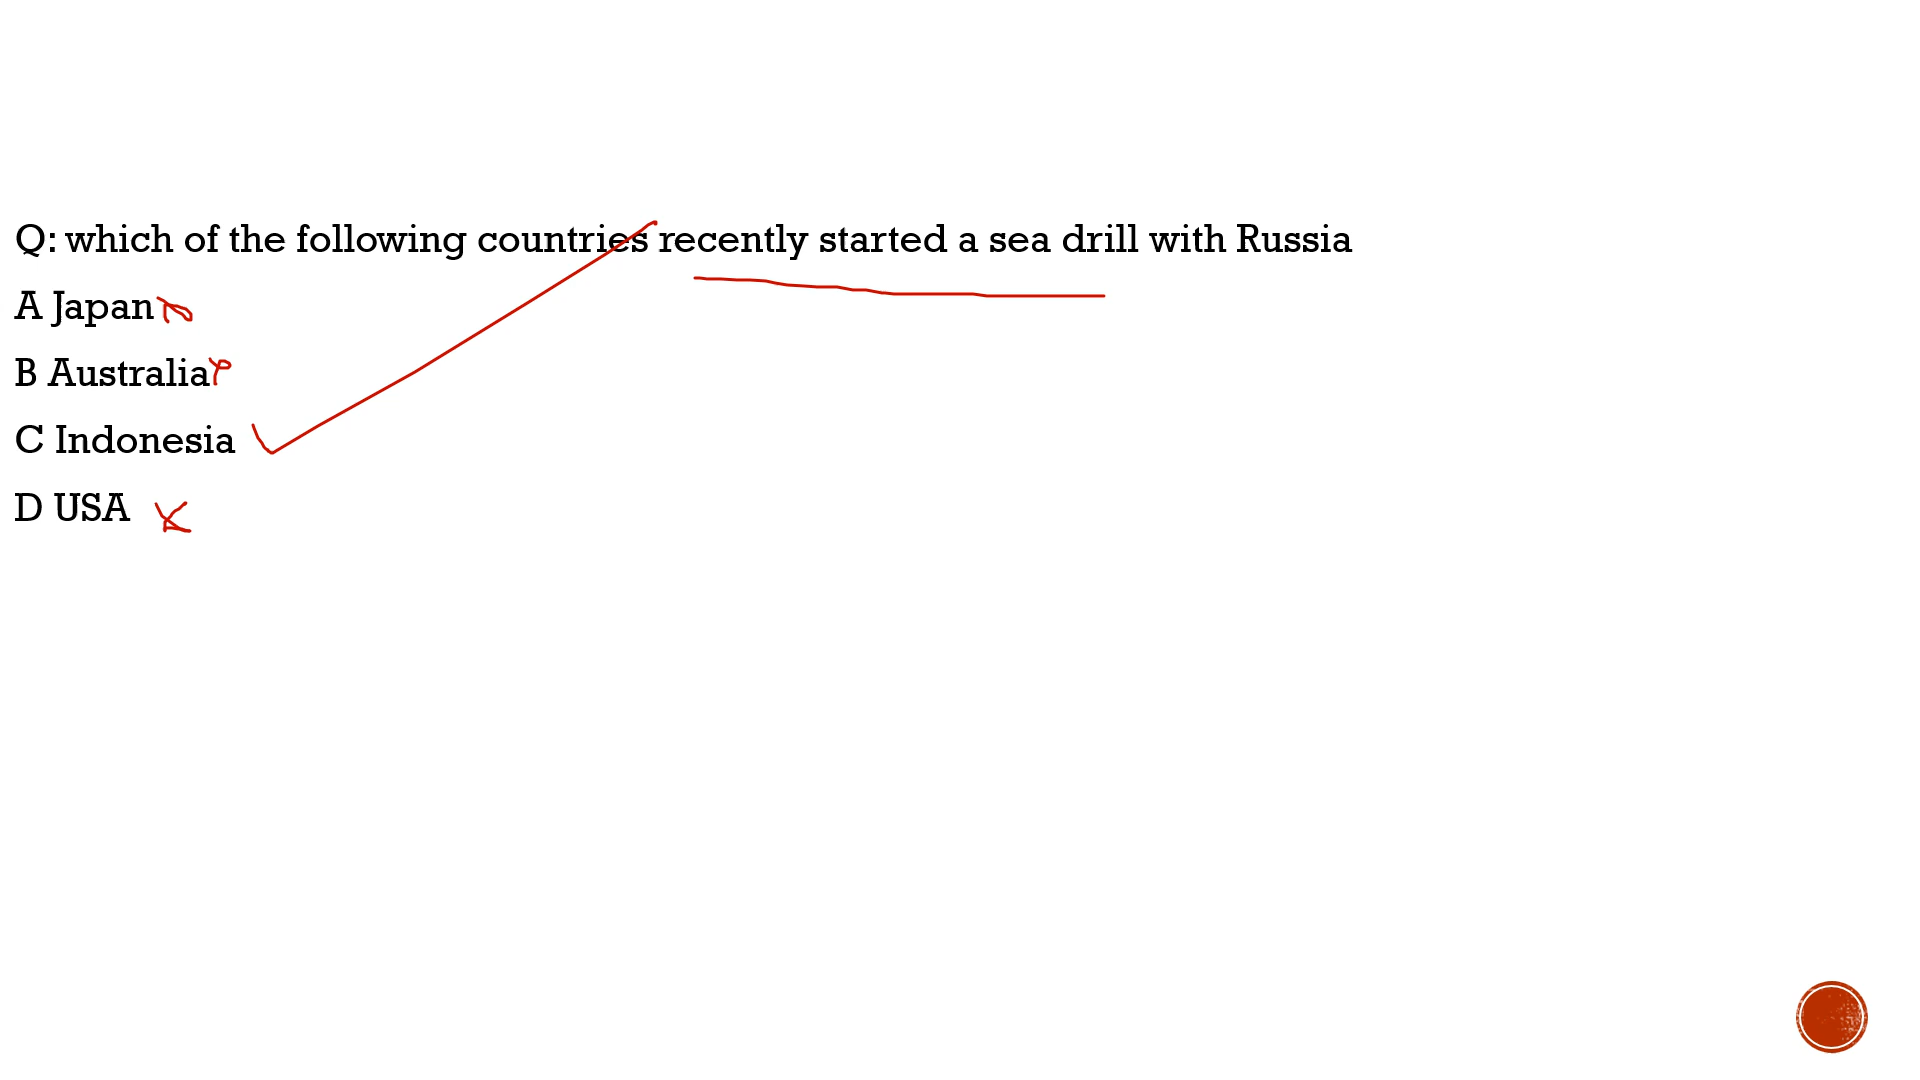 Q: which of the following countries recently started a sea drill with Russia
A Japan
B Australia
C Indonesia
D USA